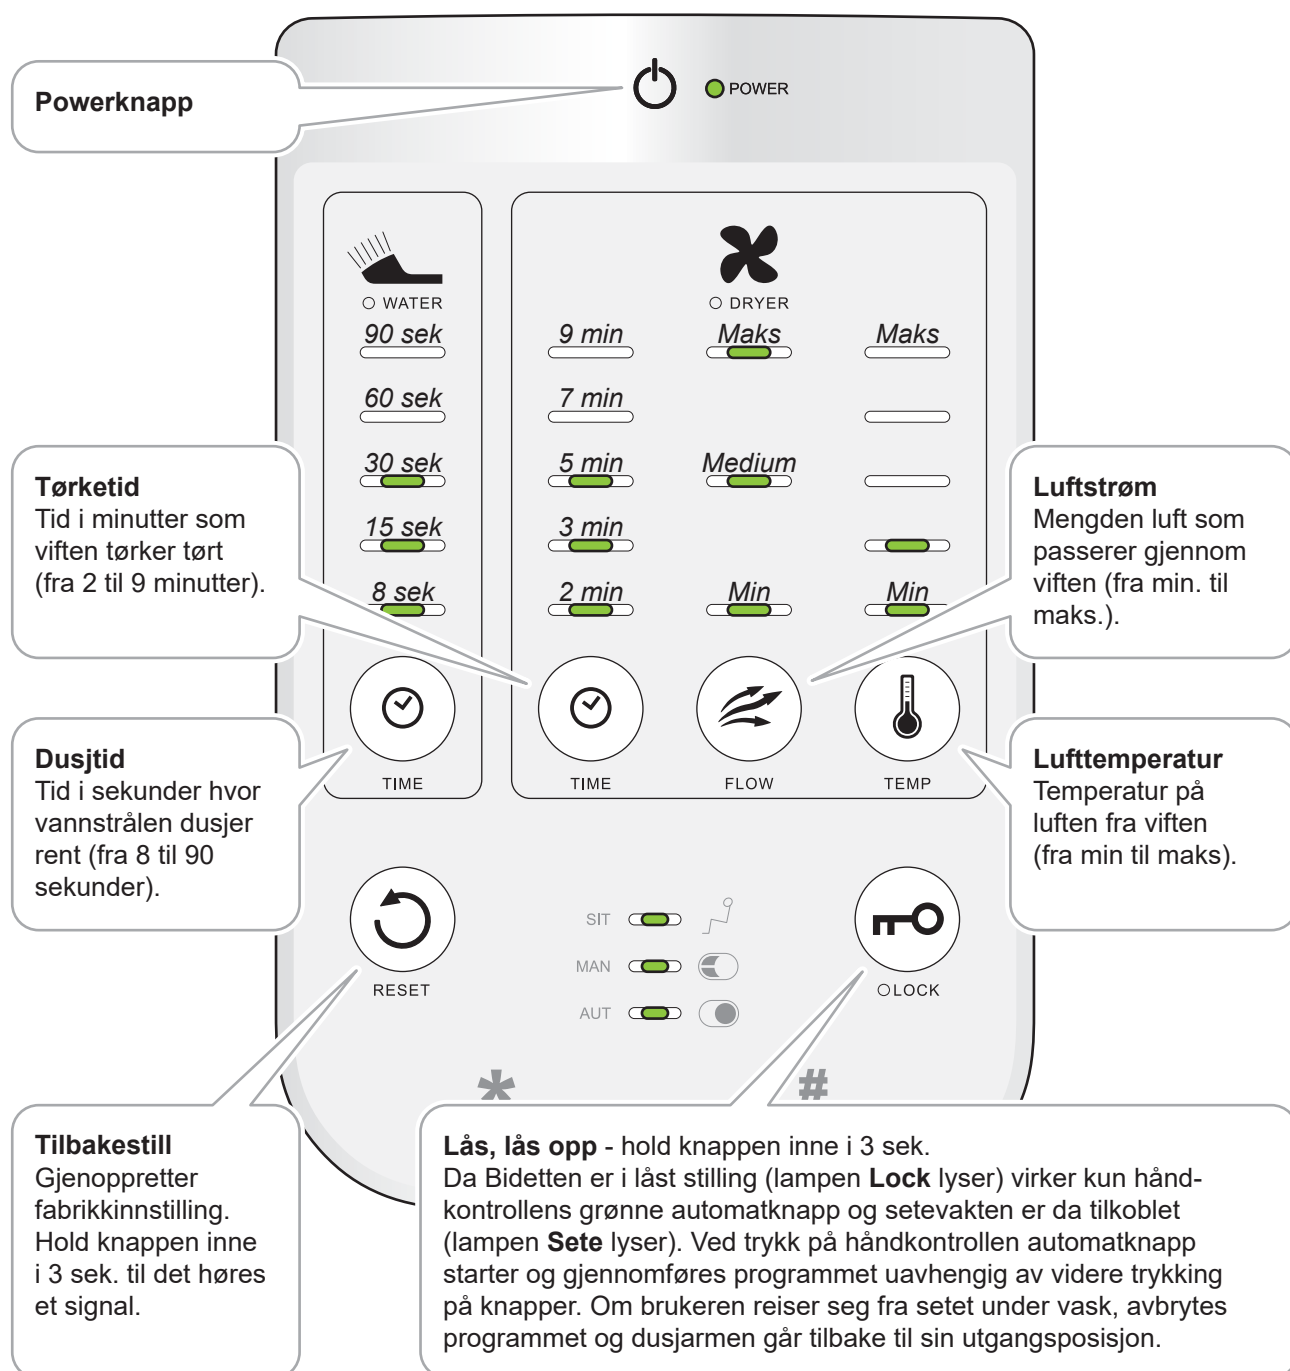 Powerknapp
POWER
WATER
90 sek
60 sek
30 sek
15 sek
8 sek
TIME
DRYER
9 min
7 min
5 min
3 min
2 min
TIME
Maks
Medium
Min
FLOW
Maks
Min
TEMP
Tørketid
Tid i minutter som
viften tørker tørt
(fra 2 til 9 minutter).
Dusjtid
Tid i sekunder hvor
vannstrålen dusjer
rent (fra 8 til 90
sekunder).
Luftstrøm
Mengden luft som
passerer gjennom
viften (fra min. til
maks.).
Lufttemperatur
Temperatur på
luften fra viften
(fra min til maks).
RESET
SIT
MAN
AUT
LOCK
*
#
Tilbakestill
Gjenoppretter
fabrikkinnstilling.
Hold knappen inne
i 3 sek. til det høres
et signal.
Lås, lås opp - hold knappen inne i 3 sek.
Da Bidetten er i låst stilling (lampen Lock lyser) virker kun hånd-
kontrollens grønne automatknapp og setevakten er da tilkoblet
(lampen Sete lyser). Ved trykk på håndkontrollen automatknapp
starter og gjennomføres programmet uavhengig av videre trykking
på knapper. Om brukeren reiser seg fra setet under vask, avbrytes
programmet og dusjarmen går tilbake til sin utgangsposisjon.